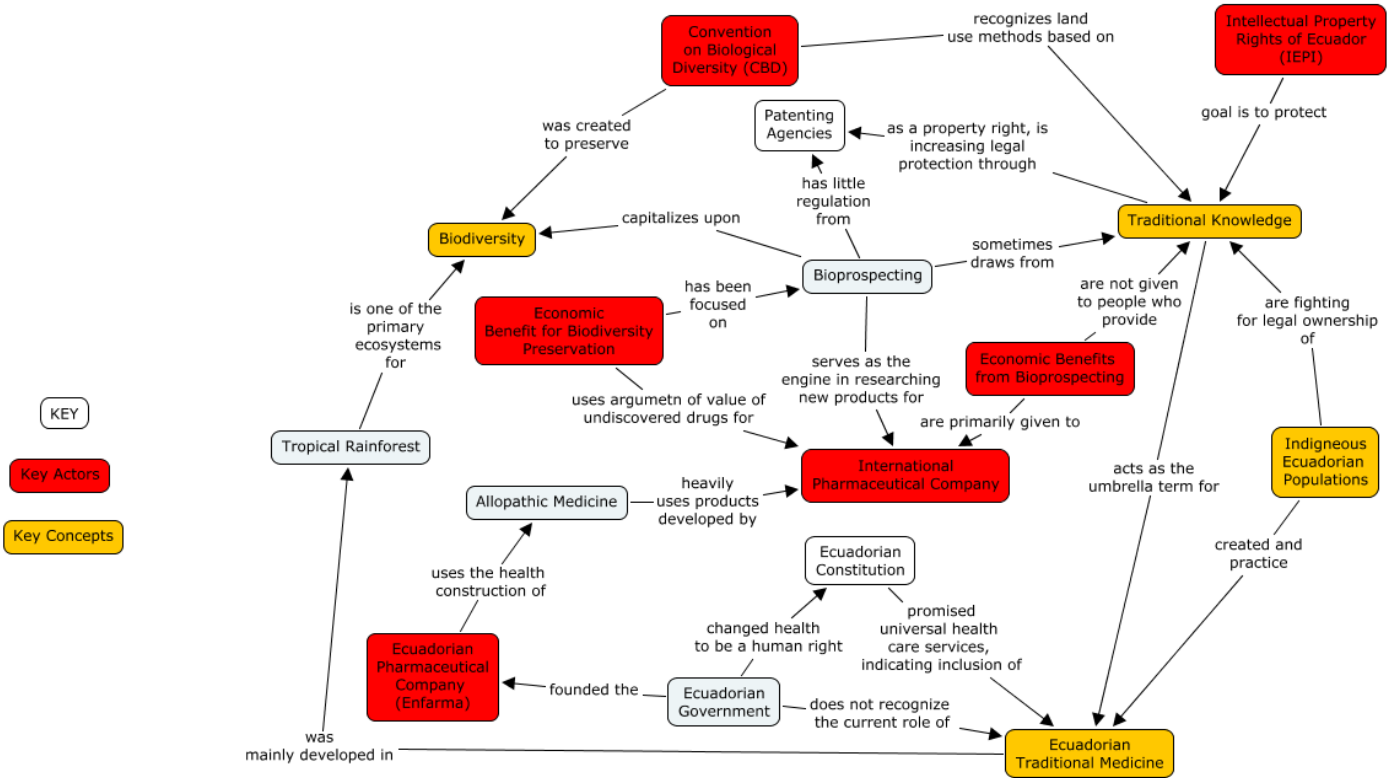 Convention
on Biological
Diversity (CBD)
recognizes land
use methods based on
Intellectual Property
Rights of Ecuador
(IEPI)
was created
to preserve
Patenting
Agencies
as a property right, is
increasing legal
protection through
goal is to protect
has little
regulation
from
Biodiversity
capitalizes upon
Traditional Knowledge
Bioprospecting
sometimes
draws from
is one of the
primary
ecosystems
for
Economic
Benefit for Biodiversity
Preservation
has been
focused
on
are not given
to people who
provide
are fighting
for legal ownership
of
serves as the
engine in researching
new products for
Economic Benefits
from Bioprospecting
uses argumetn of value of
undiscovered drugs for
are primarily given to
KEY
Key Actors
Key Concepts
Tropical Rainforest
International
Pharmaceutical Company
Indigneous
Ecuadorian
Populations
Allopathic Medicine
heavily
uses products
developed by
acts as the
umbrella term for
uses the health
construction of
Ecuadorian
Constitution
created and
practice
Ecuadorian
Pharmaceutical
Company
(Enfarma)
changed health
to be a human right
promised
universal health
care services,
indicating inclusion of
founded the
Ecuadorian
Government
does not recognize
the current role of
was
mainly developed in
Ecuadorian
Traditional Medicine